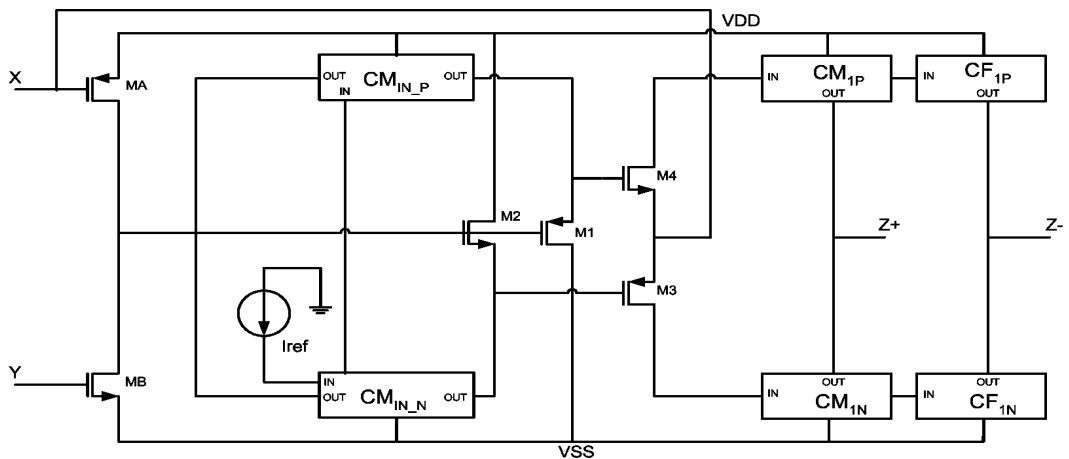 VDD
X
MA
OUT
CM_IN_P
OUT
IN
IN
CM_1P
OUT
IN
CF_1P
OUT
M4
M2
M1
Z+
Z-
M3
Iref
Y
MB
IN
OUT
CM_IN_N
OUT
OUT
IN
CM_1N
OUT
IN
CF_1N
VSS